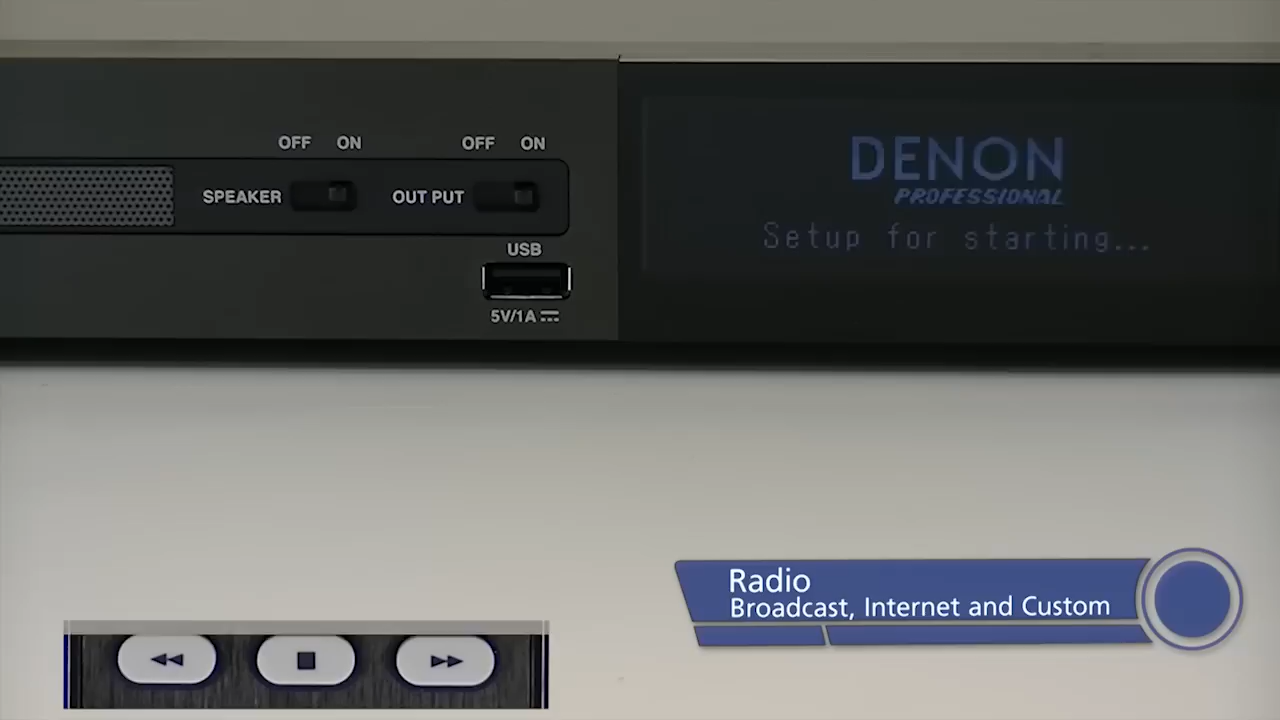 OFF ON OFF ON
SPEAKER OUT PUT
USB
5V/1A
DENON
PROFESSIONAL
Setup for starting...
Radio
Broadcast, Internet and Custom